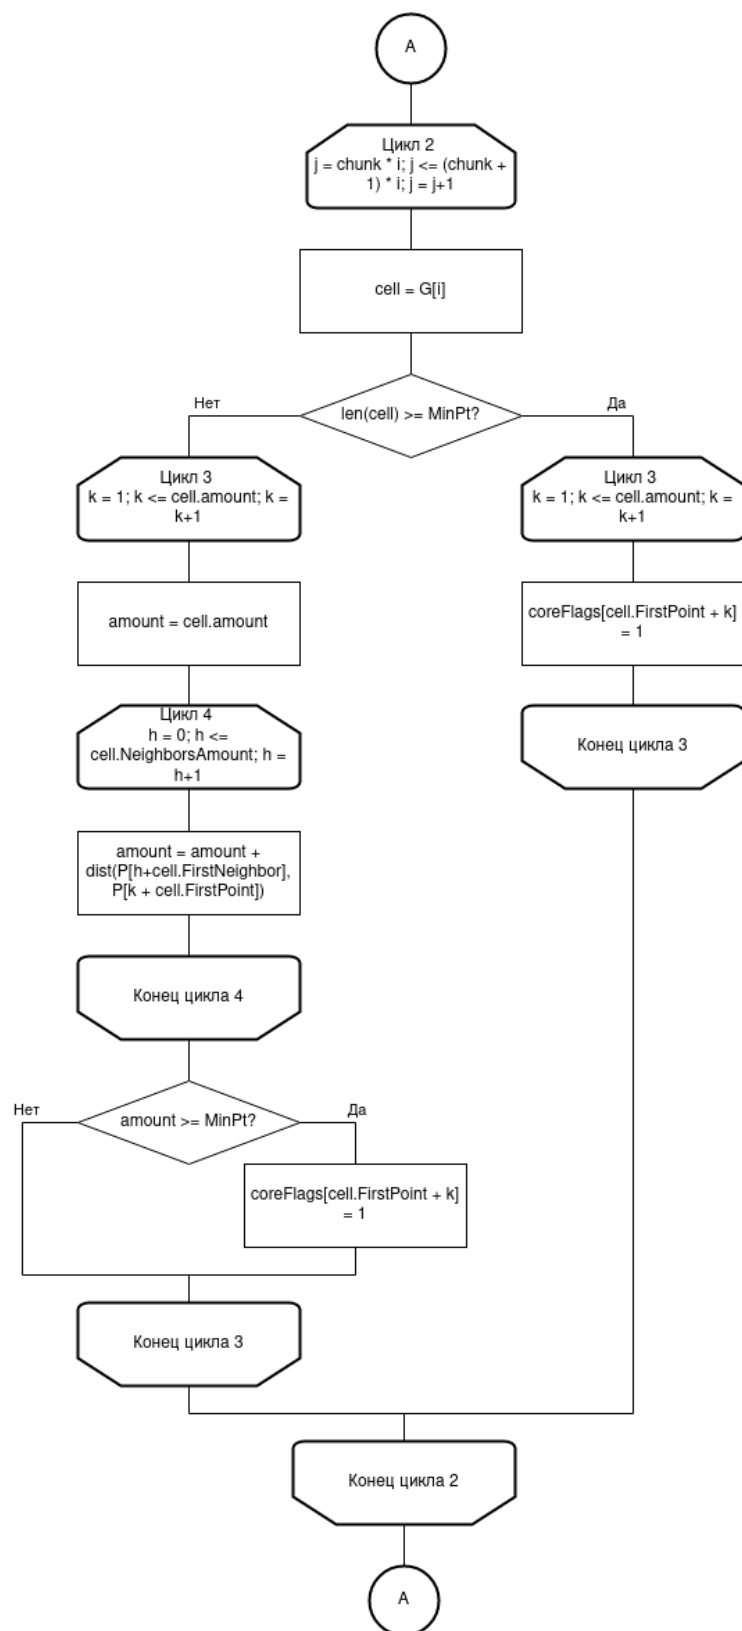 A
Цикл 2
j = chunk * i; j <= (chunk +
1) * i; j = j+1
cell = G[i]
len(cell) >= MinPt?
Нет
Да
Цикл 3
k = 1; k <= cell.amount; k =
k+1
Цикл 3
k = 1; k <= cell.amount; k =
k+1
amount = cell.amount
coreFlags[cell.FirstPoint + k]
= 1
Цикл 4
h = 0; h <=
cell.NeighborsAmount; h =
h+1
Конец цикла 3
amount = amount +
dist(P[h+cell.FirstNeighbor],
P[k + cell.FirstPoint])
Конец цикла 4
amount >= MinPt?
Нет
Да
coreFlags[cell.FirstPoint + k]
= 1
Конец цикла 3
Конец цикла 2
A